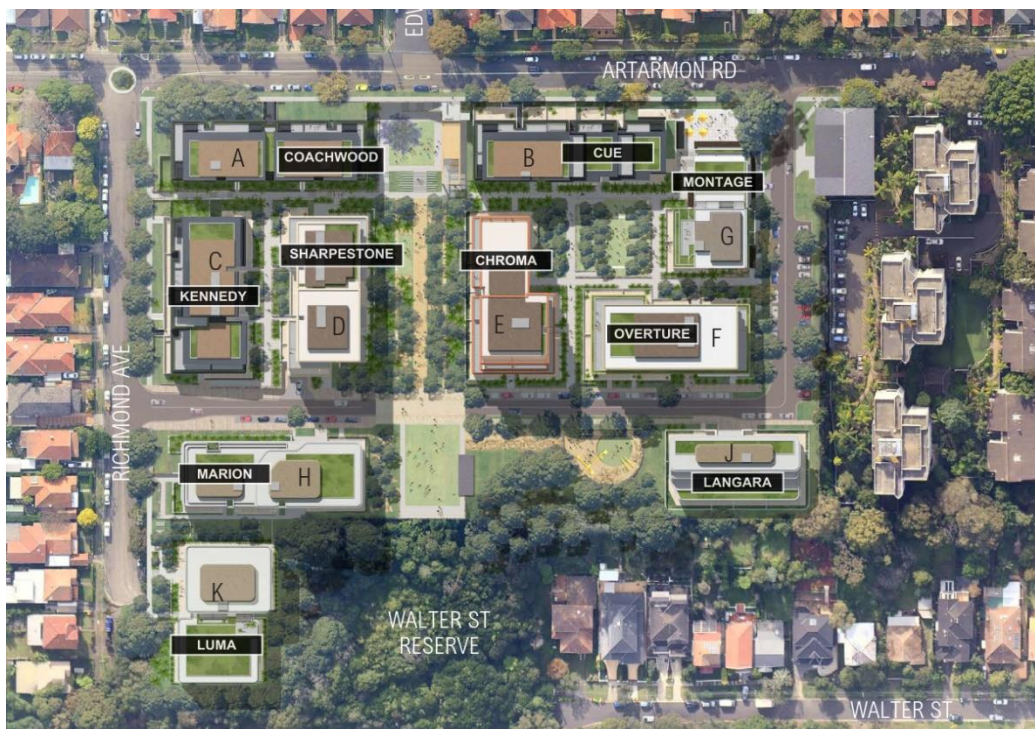 EDW
ARTARMON RD
A
COACHWOOD
B
CUE
MONTAGE
C
KENNEDY
SHARPESTONE
D
CHROMA
E
G
OVERTURE
F
RICHMOND AVE
MARION
H
J
LANGARA
K
LUMA
WALTER ST
RESERVE
WALTER ST